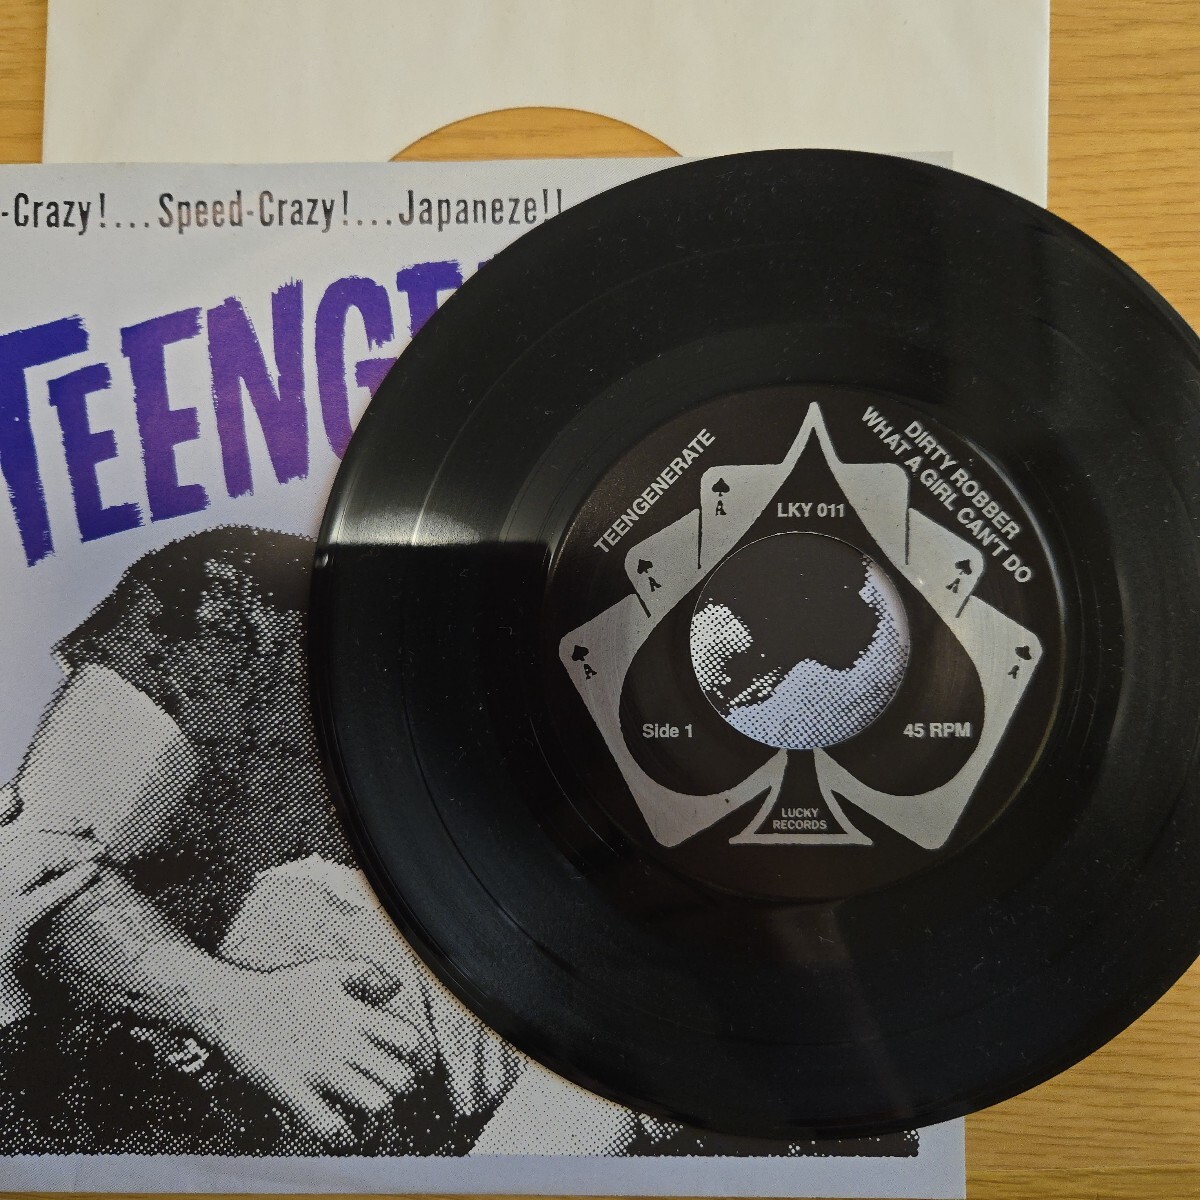 -Crazy!...Speed-Crazy!...Japaneze!!
TEENGE
TEENGENERATE
DIRTY ROBBER
WHAT A GIRL CAN'T DO
LKY 011
A
A
A
A
A
Side 1
45 RPM
LUCKY
RECORDS